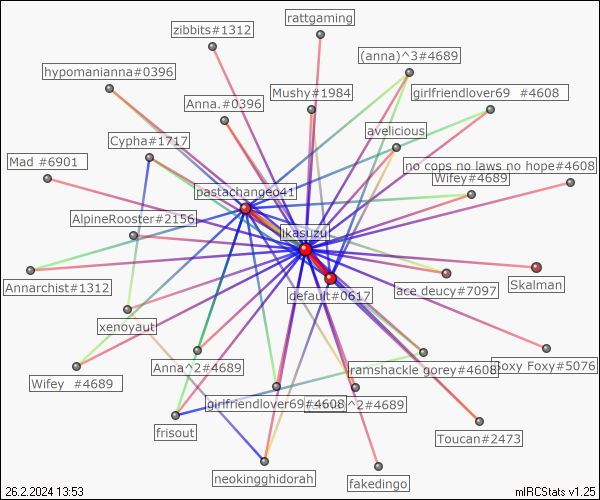 rattgaming
zibbits#1312
(anna)^3#4689
hypomanianna#0396
Mushy#1984
girlfriendlover69 #4608
Anna.#0396
avelicious
Cypha#1717
Mad #6901
no cops no laws no hope#4608
Wifey#4689
pastachangeo41
AlpineRooster#2156
likasuzu
Annarchist#1312
default#0617
ace deucy#7097
Skalman
xenoyaut
Anna^2#4689
ramshackle gorey#4608
Foxy Foxy#5076
Wifey #4689
girlfriendlover69#4608
^2#4689
frisout
Toucan#2473
neokingghidorah
fakedingo
26.2.2024 13:53
mIRCStats v1.25